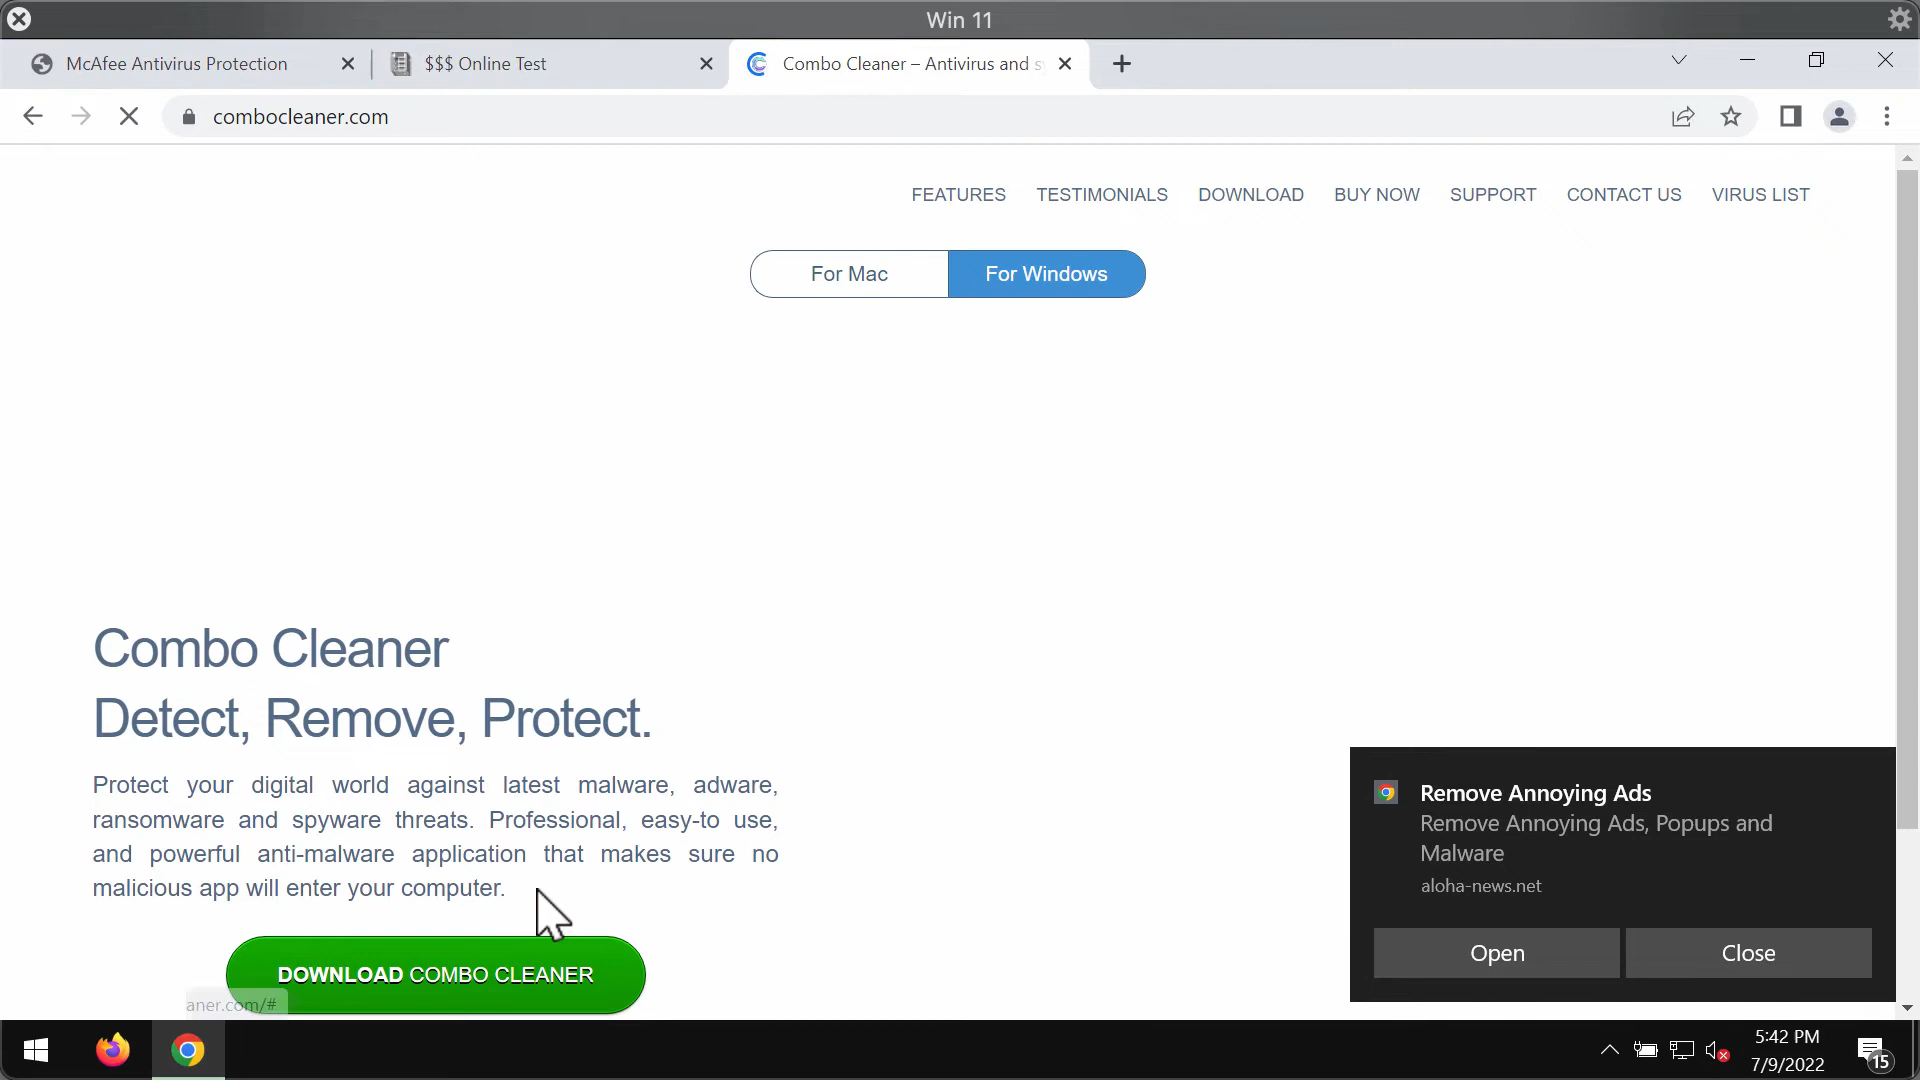 Win 11
McAfee Antivirus Protection
$$$ Online Test
Combo Cleaner – Antivirus and s
combocleaner.com
FEATURES TESTIMONIALS DOWNLOAD BUY NOW SUPPORT CONTACT US VIRUS LIST
For Mac For Windows
Combo Cleaner
Detect, Remove, Protect.
Protect your digital world against latest malware, adware,
ransomware and spyware threats. Professional, easy-to use,
and powerful anti-malware application that makes sure no
malicious app will enter your computer.
DOWNLOAD COMBO CLEANER
aner.com/#
Remove Annoying Ads
Remove Annoying Ads, Popups and
Malware
aloha-news.net
Open Close
5:42 PM
7/9/2022
15